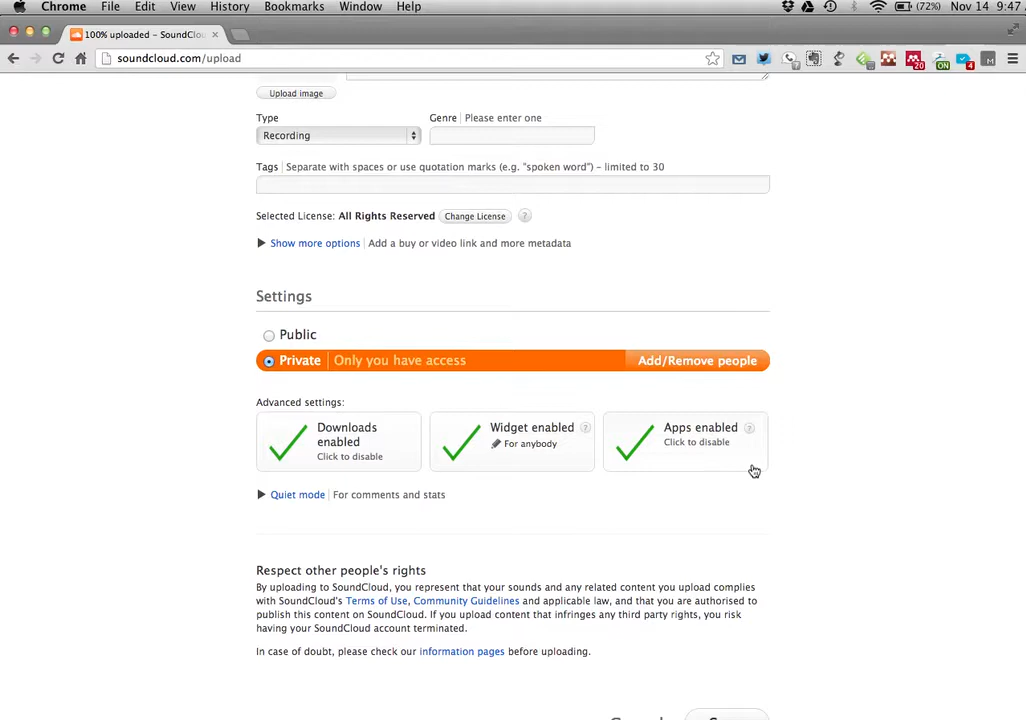 Chrome File Edit View History Bookmarks Window Help (72%) Nov 14 9:47
100% uploaded – SoundClou
soundcloud.com/upload
20 ON 4 M
Upload image
Type Genre Please enter one
Recording
Tags Separate with spaces or use quotation marks (e.g. "spoken word") – limited to 30
Selected License: All Rights Reserved Change License ?
Show more options Add a buy or video link and more metadata
Settings
Public
Private Only you have access Add/Remove people
Advanced settings:
Downloads enabled
Click to disable
Widget enabled ?
For anybody
Apps enabled ?
Click to disable
Quiet mode For comments and stats
Respect other people's rights
By uploading to SoundCloud, you represent that your sounds and any related content you upload complies
with SoundCloud's Terms of Use, Community Guidelines and applicable law, and that you are authorised to
publish this content on SoundCloud. If you upload content that infringes any third party rights, you risk
having your SoundCloud account terminated.
In case of doubt, please check our information pages before uploading.